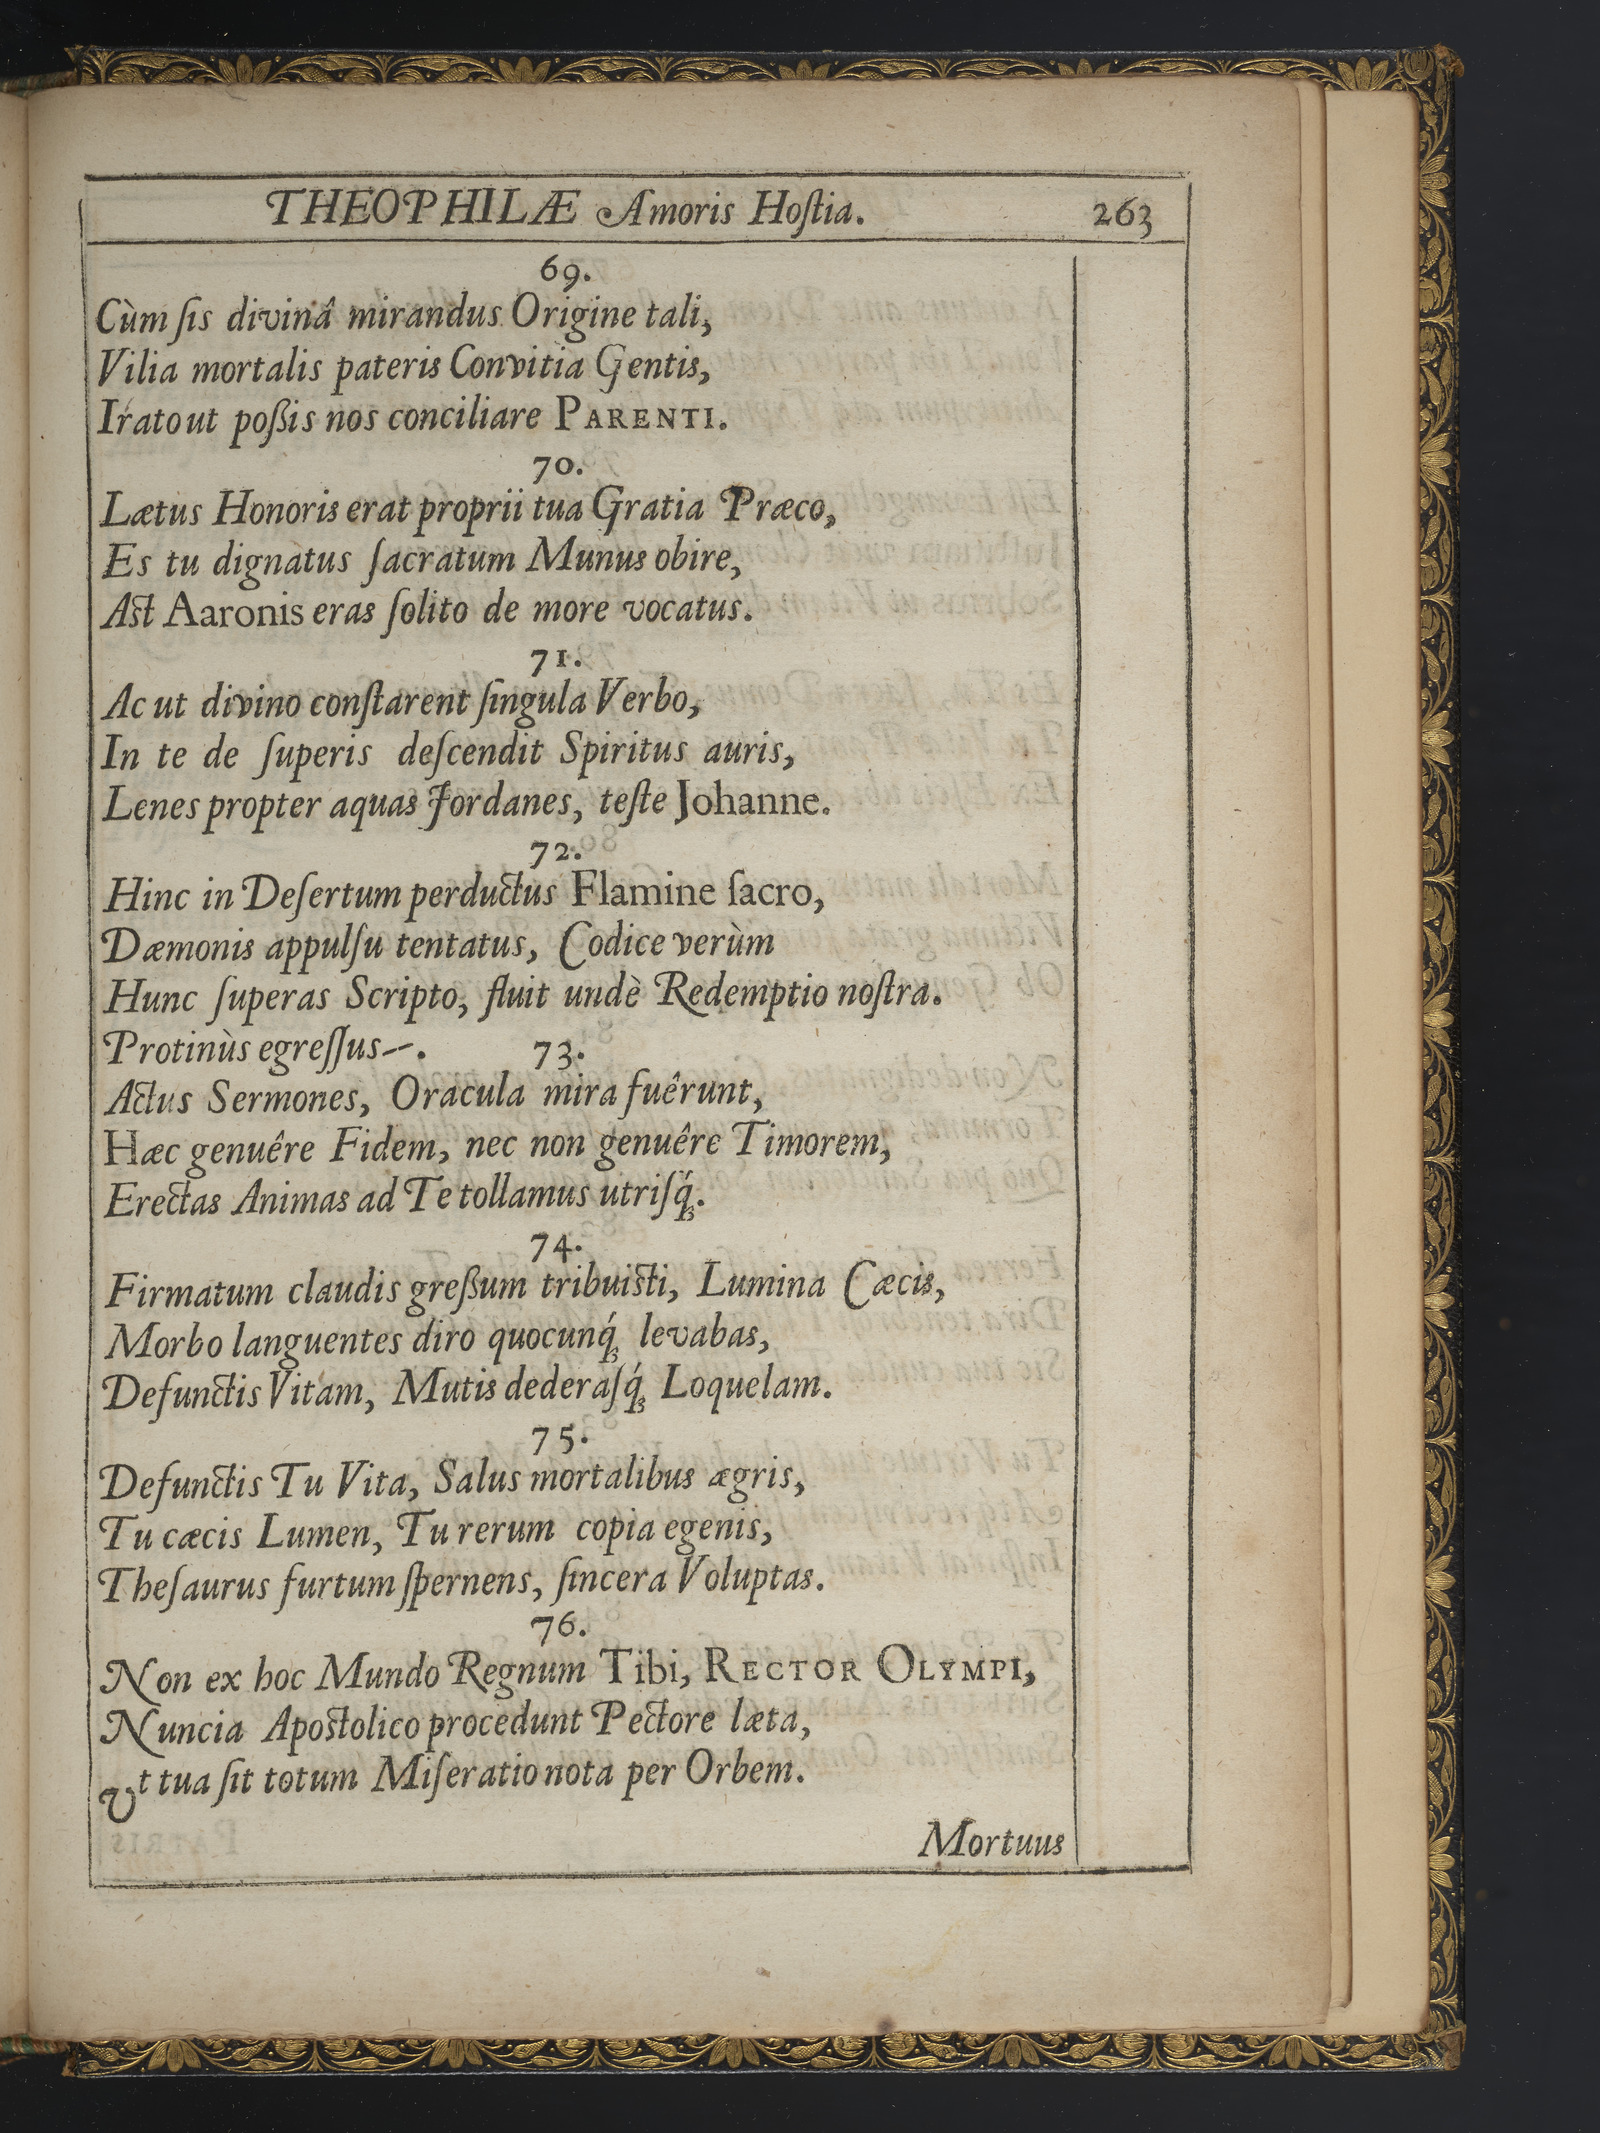 THEOPHILÆ Amoris Hoſtia. 263
69.
Cùm ſis divinâ mirandus Origine tali,
Vilia mortalis pateris Convitia Gentis,
Irato ut poßis nos conciliare PARENTI.
70.
Lætus Honoris erat proprii tua Gratia Præco,
Es tu dignatus ſacratum Munus obire,
Aſt Aaronis eras ſolito de more vocatus.
71.
Ac ut divino conſtarent ſingula Verbo,
In te de ſuperis deſcendit Spiritus auris,
Lenes propter aquas Jordanes, teſte Johanne.
72.
Hinc in Deſertum perductus Flamine ſacro,
Dæmonis appulſu tentatus, Codice verùm
Hunc ſuperas Scripto, fluit undè Redemptio noſtra.
Protinùs egreſſus--. 73.
Actus Sermones, Oracula mira fuêrunt,
Hæc genuêre Fidem, nec non genuêre Timorem,
Erectas Animas ad Te tollamus utriſq́;.
74.
Firmatum claudis greßum tribuiſti, Lumina Cæcis,
Morbo languentes diro quocunq́; levabas,
Defunctis Vitam, Mutis dederaſq́; Loquelam.
75.
Defunctis Tu Vita, Salus mortalibus ægris,
Tu cæcis Lumen, Tu rerum copia egenis,
Theſaurus furtum ſpernens, ſincera Voluptas.
76.
Non ex hoc Mundo Regnum Tibi, RECTOR OLYMPI,
Nuncia Apoſtolico procedunt Pectore læta,
Ut tua ſit totum Miſeratio nota per Orbem.
Mortuus